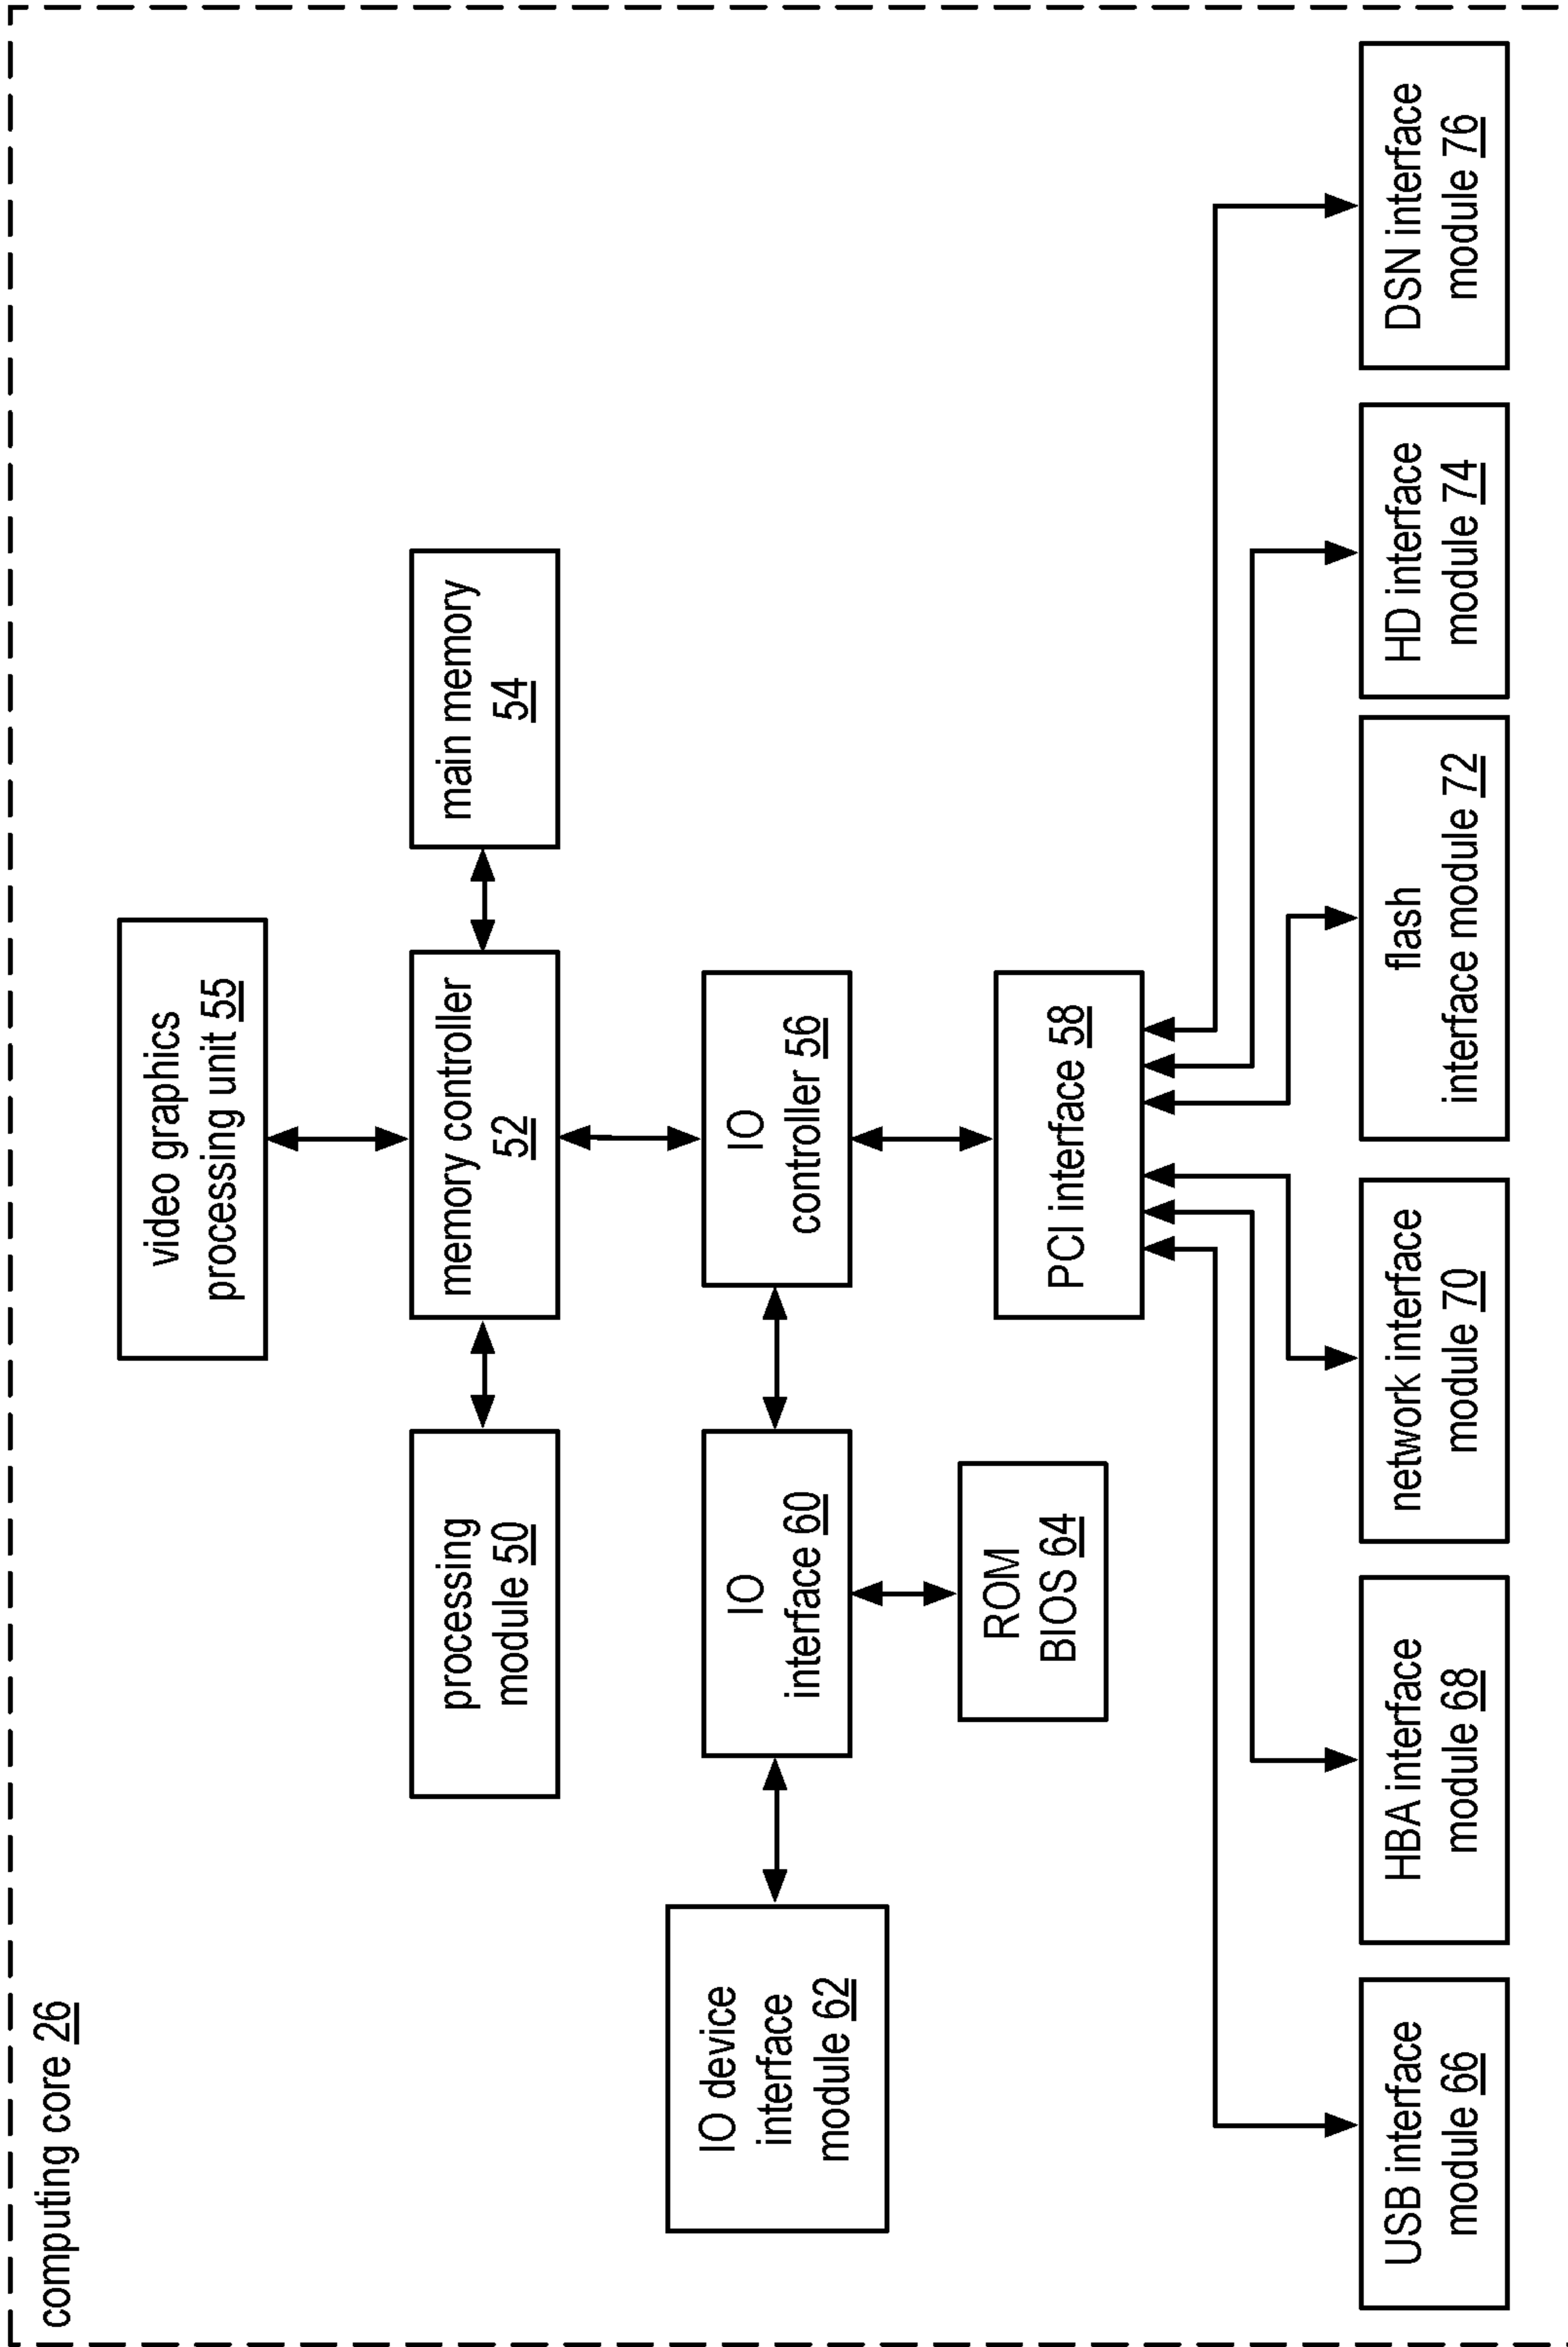 computing core 26
video graphics
processing unit 55
processing
module 50
memory controller
52
main memory
54
IO device
interface
module 62
IO
interface 60
IO
controller 56
ROM
BIOS 64
PCI interface 58
USB interface
module 66
HBA interface
module 68
network interface
module 70
flash
interface module 72
HD interface
module 74
DSN interface
module 76